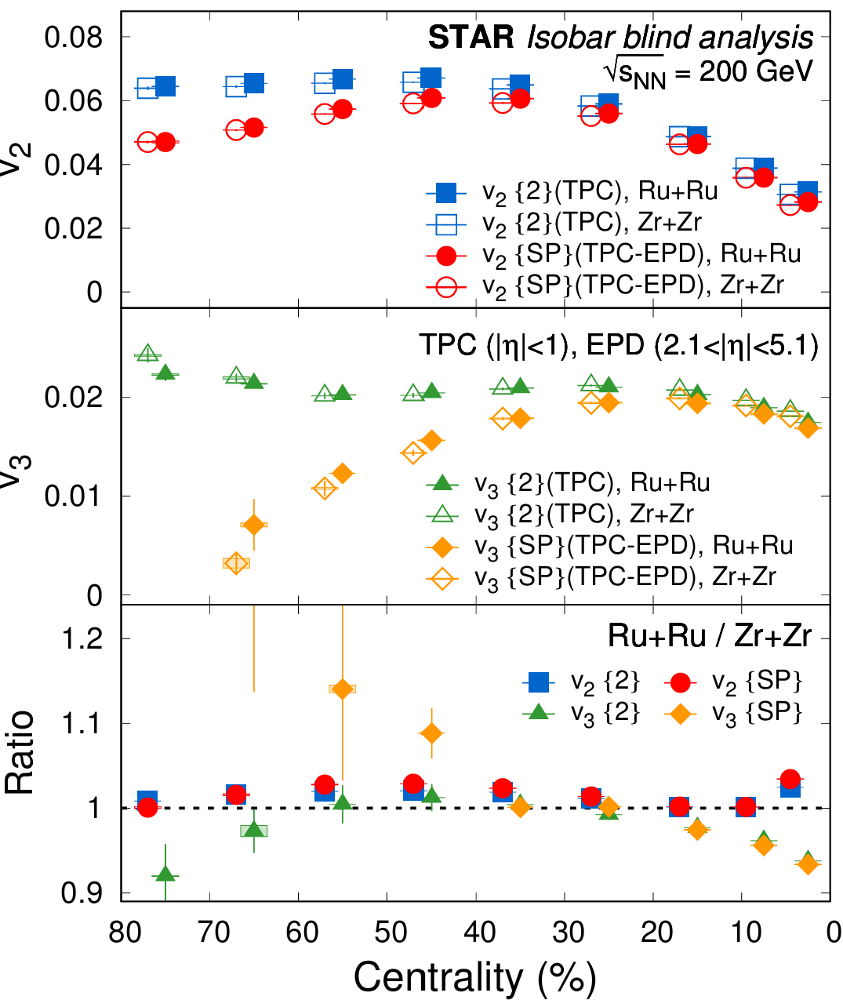 STAR Isobar blind analysis
√sNN = 200 GeV
0.08
0.06
0.04
0.02
0
v2
v2 {2}(TPC), Ru+Ru
v2 {2}(TPC), Zr+Zr
v2 {SP}(TPC-EPD), Ru+Ru
v2 {SP}(TPC-EPD), Zr+Zr
TPC (|η|<1), EPD (2.1<|η|<5.1)
0.02
0.01
0
v3
v3 {2}(TPC), Ru+Ru
v3 {2}(TPC), Zr+Zr
v3 {SP}(TPC-EPD), Ru+Ru
v3 {SP}(TPC-EPD), Zr+Zr
Ru+Ru / Zr+Zr
1.2
1.1
1
0.9
Ratio
v2 {2} v2 {SP}
v3 {2} v3 {SP}
80 70 60 50 40 30 20 10 0
Centrality (%)